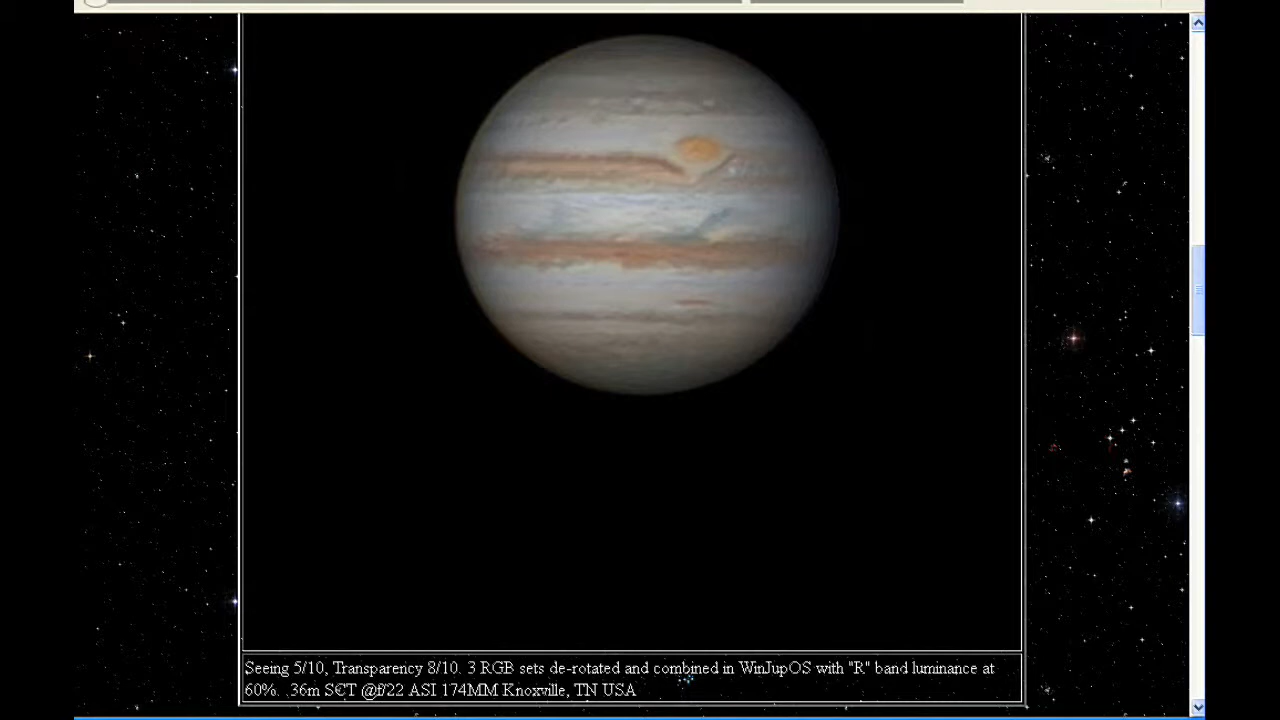 Seeing 5/10, Transparency 8/10. 3 RGB sets de-rotated and combined in WinJupOS with "R" band luminance at
60%. .36m SCT @f/22 ASI 174MM Knoxville, TN USA